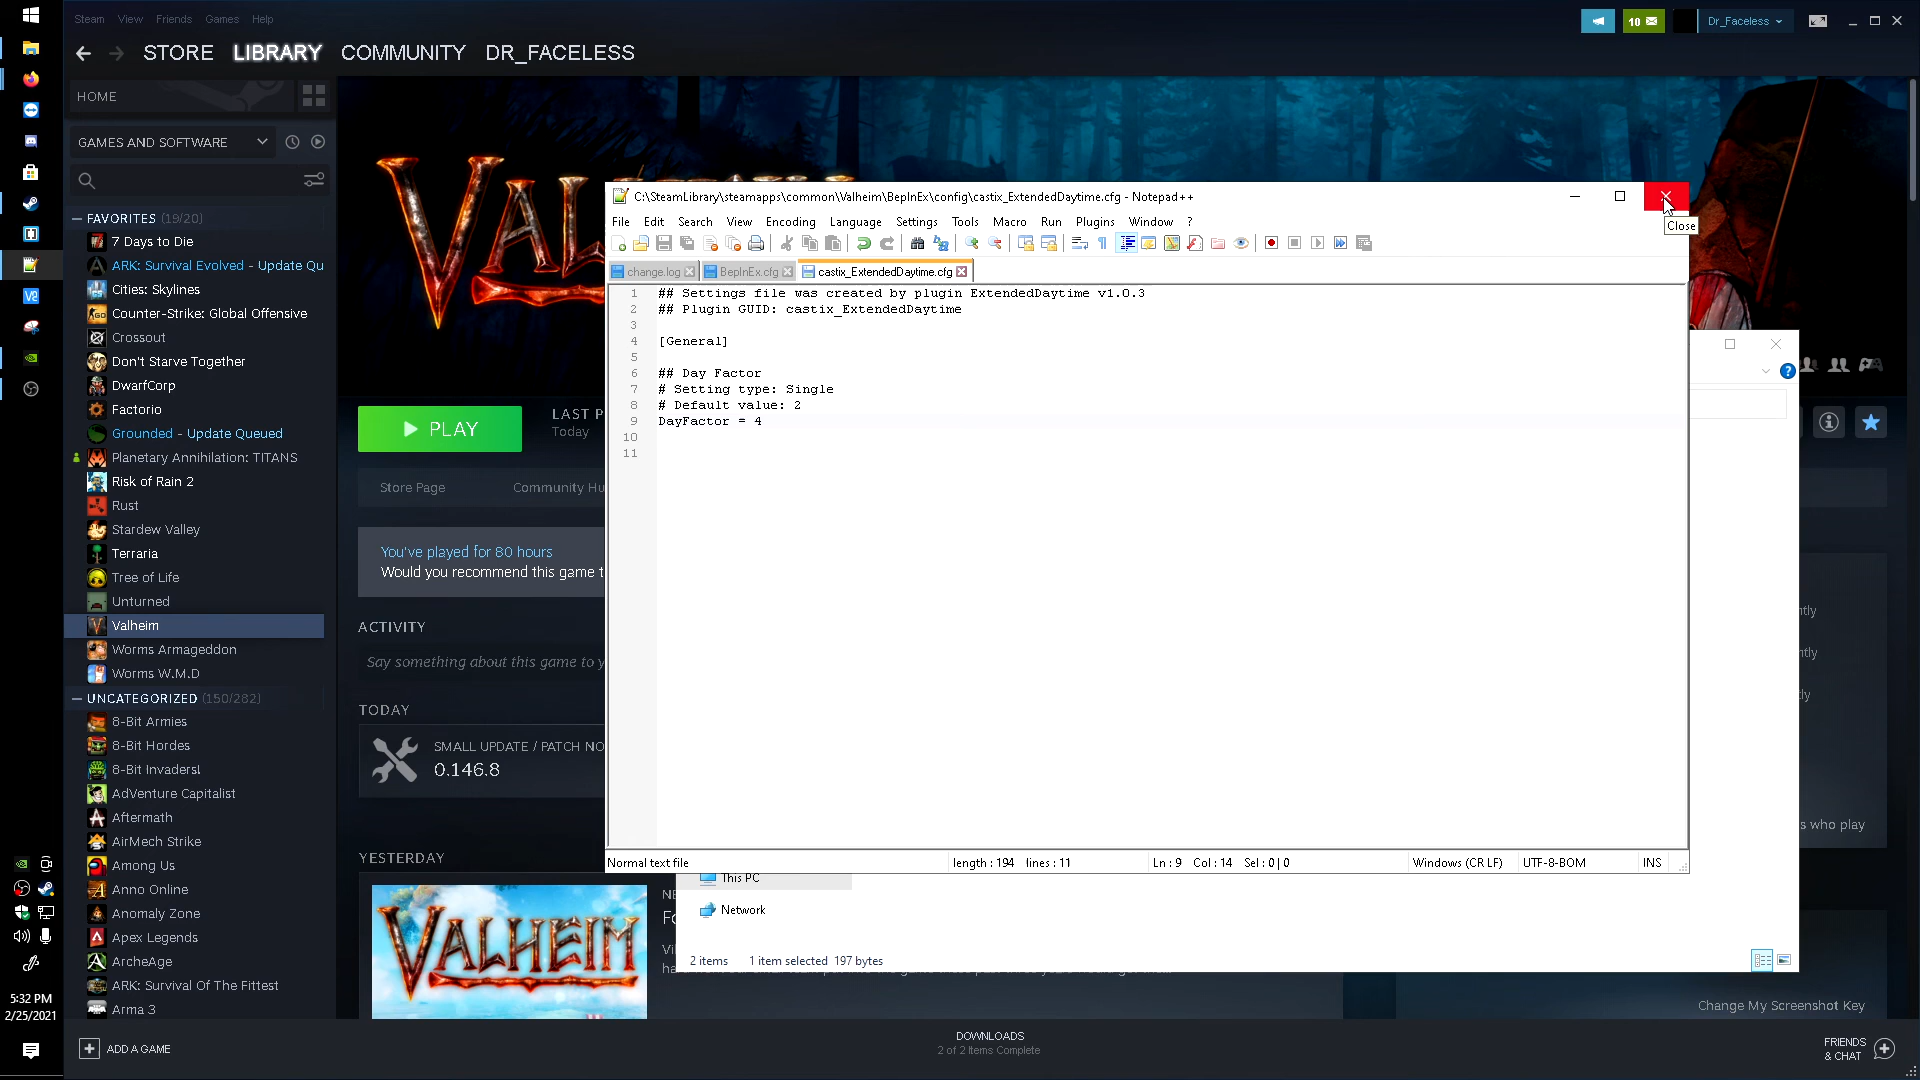 Steam View Friends Games Help
10
Dr_Faceless
STORE LIBRARY COMMUNITY DR_FACELESS
HOME
GAMES AND SOFTWARE
FAVORITES (19/20)
7 Days to Die
ARK: Survival Evolved - Update Qu
Cities: Skylines
Counter-Strike: Global Offensive
Crossout
Don't Starve Together
DwarfCorp
Factorio
Grounded - Update Queued
Planetary Annihilation: TITANS
Risk of Rain 2
Rust
Stardew Valley
Terraria
Tree of Life
Unturned
Valheim
Worms Armageddon
Worms W.M.D
UNCATEGORIZED (150/282)
8-Bit Armies
8-Bit Hordes
8-Bit Invaders!
AdVenture Capitalist
Aftermath
AirMech Strike
Among Us
Anno Online
Anomaly Zone
Apex Legends
ArcheAge
ARK: Survival Of The Fittest
Arma 3
5:32 PM
2/25/2021
ADD A GAME
PLAY
LAST P
Today
Store Page
Community Hu
You've played for 80 hours
Would you recommend this game t
ACTIVITY
Say something about this game to y
TODAY
SMALL UPDATE / PATCH NO
0.146.8
YESTERDAY
VALHEIM
C:\SteamLibrary\steamapps\common\Valheim\BepInEx\config\castix_ExtendedDaytime.cfg - Notepad++
Close
File Edit Search View Encoding Language Settings Tools Macro Run Plugins Window ?
change.log
BepInEx.cfg
castix_ExtendedDaytime.cfg
1 ## Settings file was created by plugin ExtendedDaytime v1.0.3
2 ## Plugin GUID: castix_ExtendedDaytime
3
4 [General]
5
6 ## Day Factor
7 # Setting type: Single
8 # Default value: 2
9 DayFactor = 4
10
11
Normal text file
length : 194 lines : 11
Ln : 9 Col : 14 Sel : 0 | 0
Windows (CR LF)
UTF-8-BOM
INS
This PC
Network
2 items
1 item selected 197 bytes
s who play
Change My Screenshot Key
DOWNLOADS
2 of 2 Items Complete
FRIENDS
& CHAT